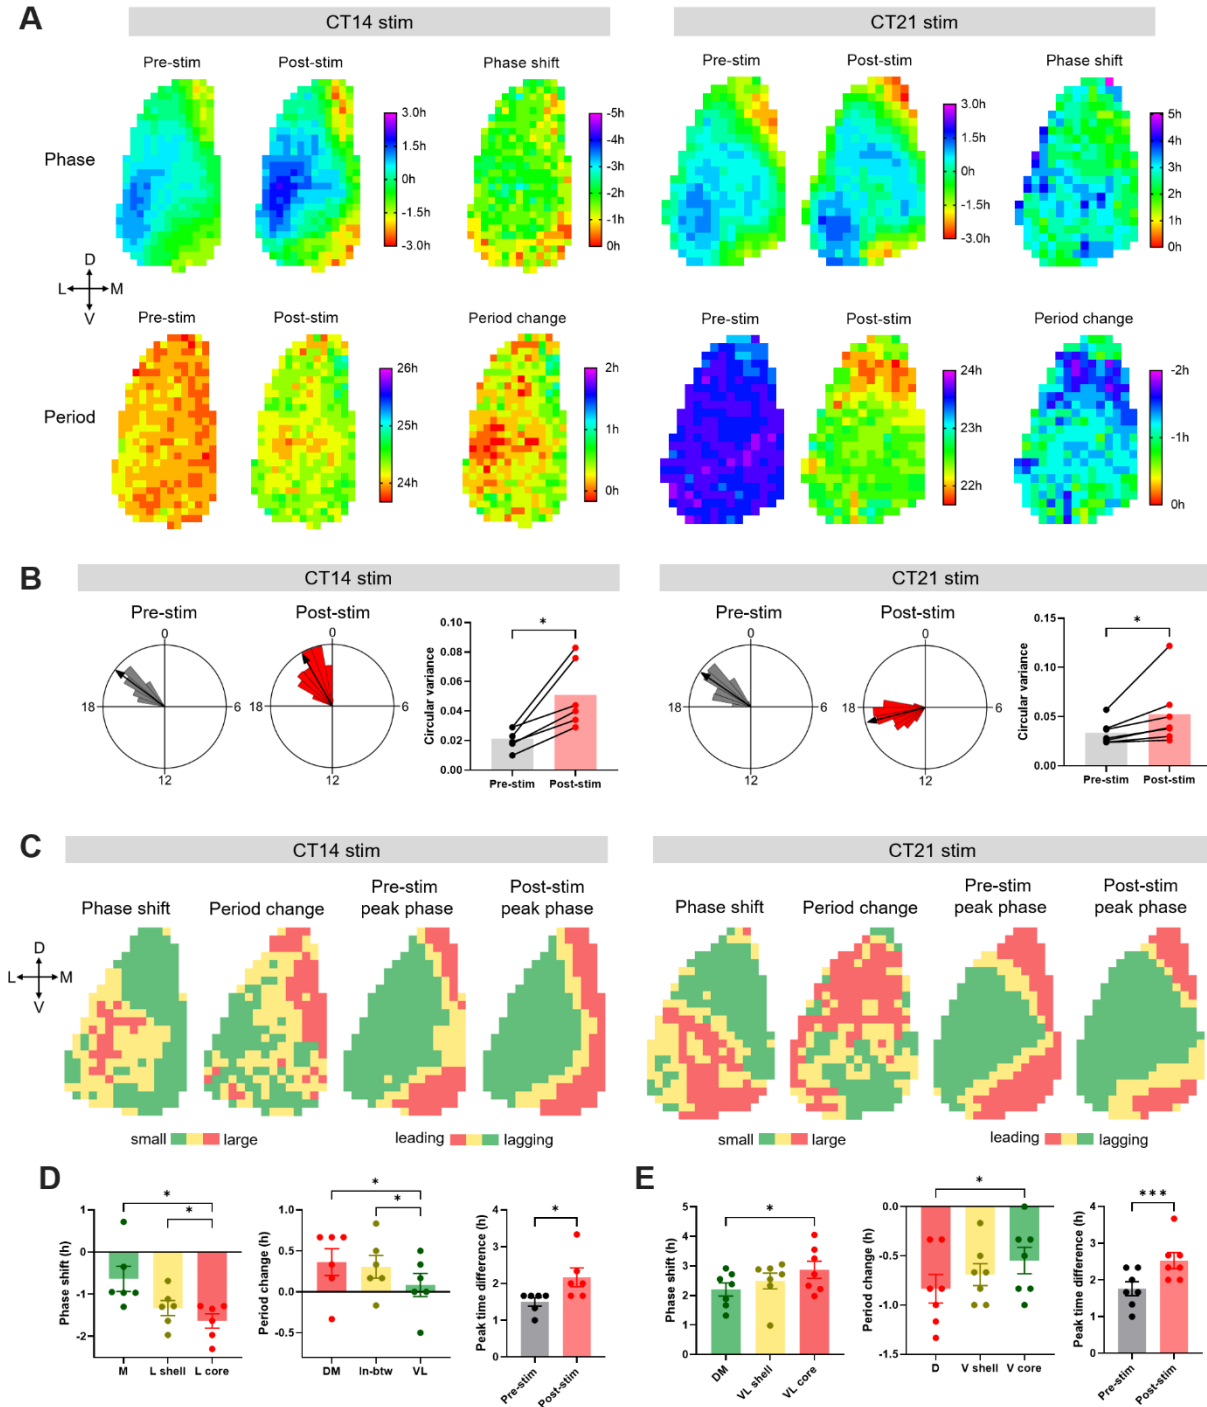 A
CT14 stim
CT21 stim
Pre-stim
Post-stim
Phase shift
Pre-stim
Post-stim
Phase shift
Phase
3.0h
1.5h
0h
-1.5h
-3.0h
-5h
-4h
-3h
-2h
-1h
0h
3.0h
1.5h
0h
-1.5h
-3.0h
5h
4h
3h
2h
1h
0h
D
L
M
V
Pre-stim
Post-stim
Period change
Pre-stim
Post-stim
Period change
Period
26h
25h
24h
2h
1h
0h
24h
23h
22h
-2h
-1h
0h
B
CT14 stim
CT21 stim
Pre-stim
Post-stim
0
6
12
18
0
6
12
18
Circular variance
0.10
0.08
0.06
0.04
0.02
0.00
*
Pre-stim
Post-stim
Pre-stim
Post-stim
0
6
12
18
0
6
12
18
Circular variance
0.15
0.10
0.05
0.00
*
Pre-stim
Post-stim
C
CT14 stim
CT21 stim
Phase shift
Period change
Pre-stim
peak phase
Post-stim
peak phase
Phase shift
Period change
Pre-stim
peak phase
Post-stim
peak phase
D
L
M
V
small
large
leading
lagging
small
large
leading
lagging
D
Phase shift (h)
1
0
-1
-2
*
*
M
L shell
L core
Period change (h)
1.0
0.5
0.0
-0.5
*
*
DM
In-btw
VL
Peak time difference (h)
4
3
2
1
0
*
Pre-stim
Post-stim
E
Phase shift (h)
5
4
3
2
1
0
*
DM
VL shell
VL core
Period change (h)
0.0
-0.5
-1.0
-1.5
*
D
V shell
V core
Peak time difference (h)
4
3
2
1
0
***
Pre-stim
Post-stim